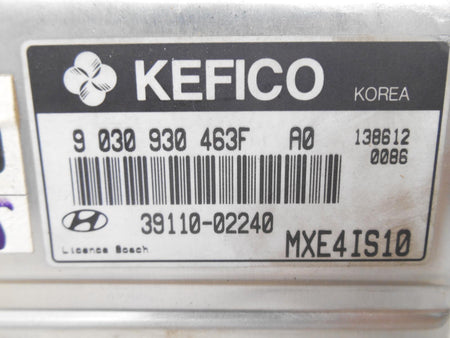 KEFICO KOREA
9 030 930 463F A0 138612
0086
39110-02240
MXE4IS10
Licence Bosch